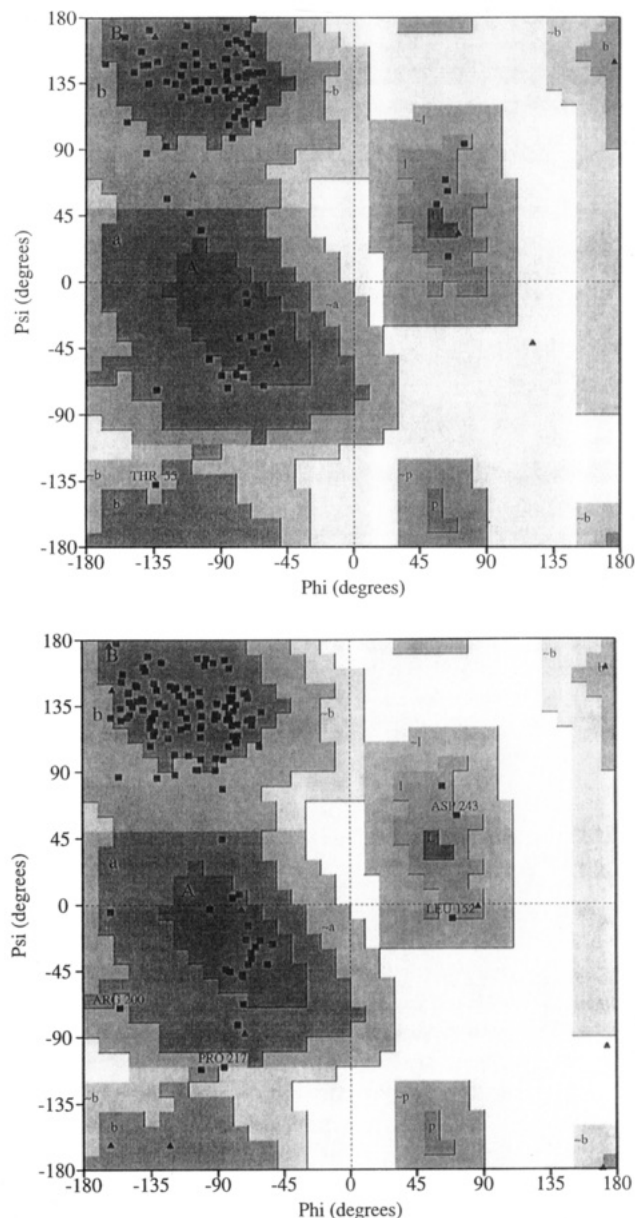 180
B
~b
b
135
b
~b
~l
90
l
45
a
A
0
~a
-45
-90
~b
THR
~p
-135
b
p
~b
-180
-180 -135 -90 -45 0 45 90 135 180
Psi (degrees)
Phi (degrees)
180
B
~b
b
135
b
~b
~l
90
l
ASP 243
45
a
A
0
LEU 152
~a
-45
ARG 200
-90
PRO 217
~b
~p
-135
b
p
~b
-180
-180 -135 -90 -45 0 45 90 135 180
Psi (degrees)
Phi (degrees)